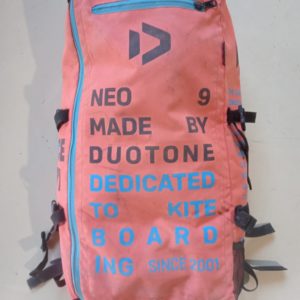 NEO 9
MADE BY
DUOTONE
DEDICATED
TO KITE
BOARD
ING SINCE 2001